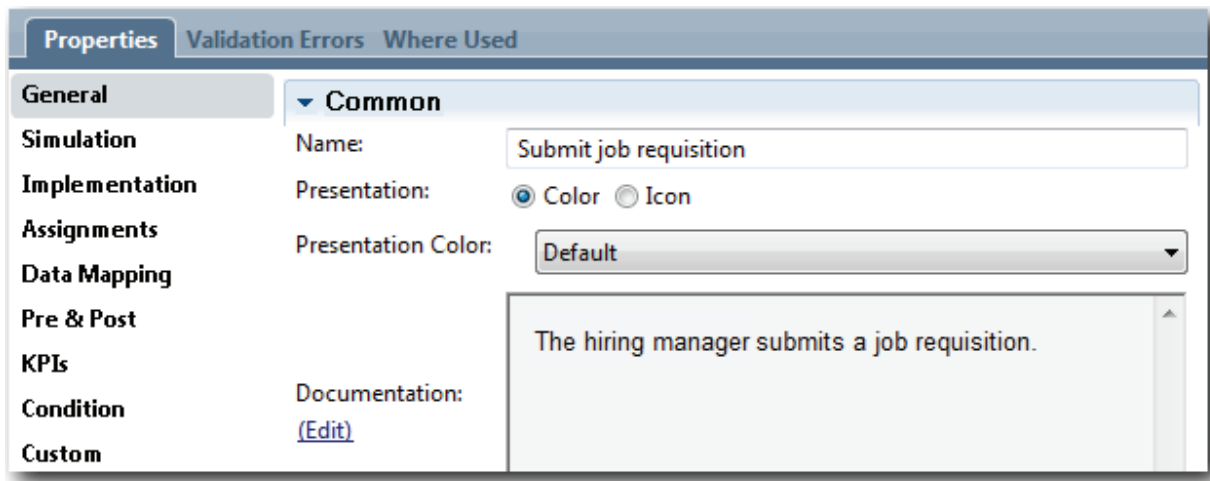 Properties Validation Errors Where Used
General
Simulation
Implementation
Assignments
Data Mapping
Pre & Post
KPIs
Condition
Custom
Common
Name: Submit job requisition
Presentation: Color Icon
Presentation Color: Default
Documentation:
(Edit)
The hiring manager submits a job requisition.